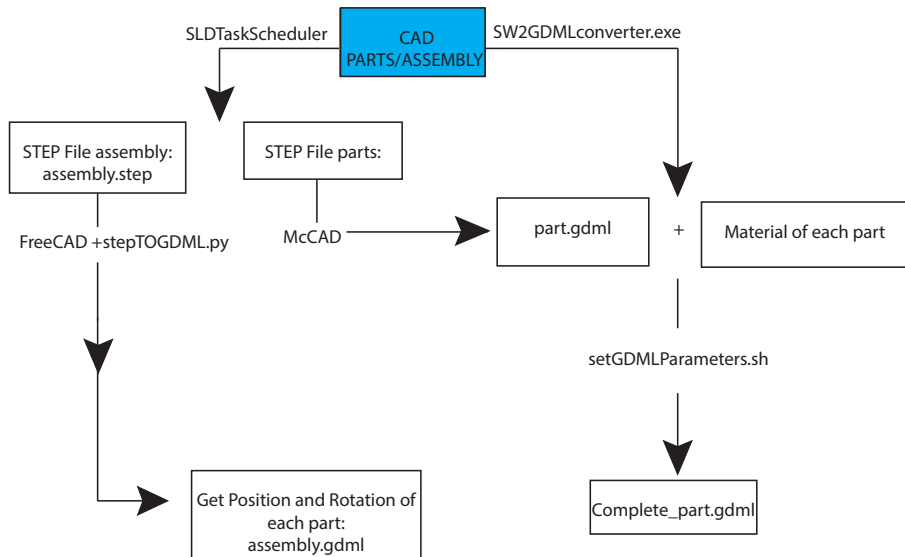 SLDTaskScheduler
CAD
PARTS/ASSEMBLY
SW2GDMLconverter.exe
STEP File assembly:
assembly.step
STEP File parts:
FreeCAD +stepTOGDML.py
McCAD
part.gdml
+
Material of each part
setGDMLParameters.sh
Get Position and Rotation of
each part:
assembly.gdml
Complete_part.gdml